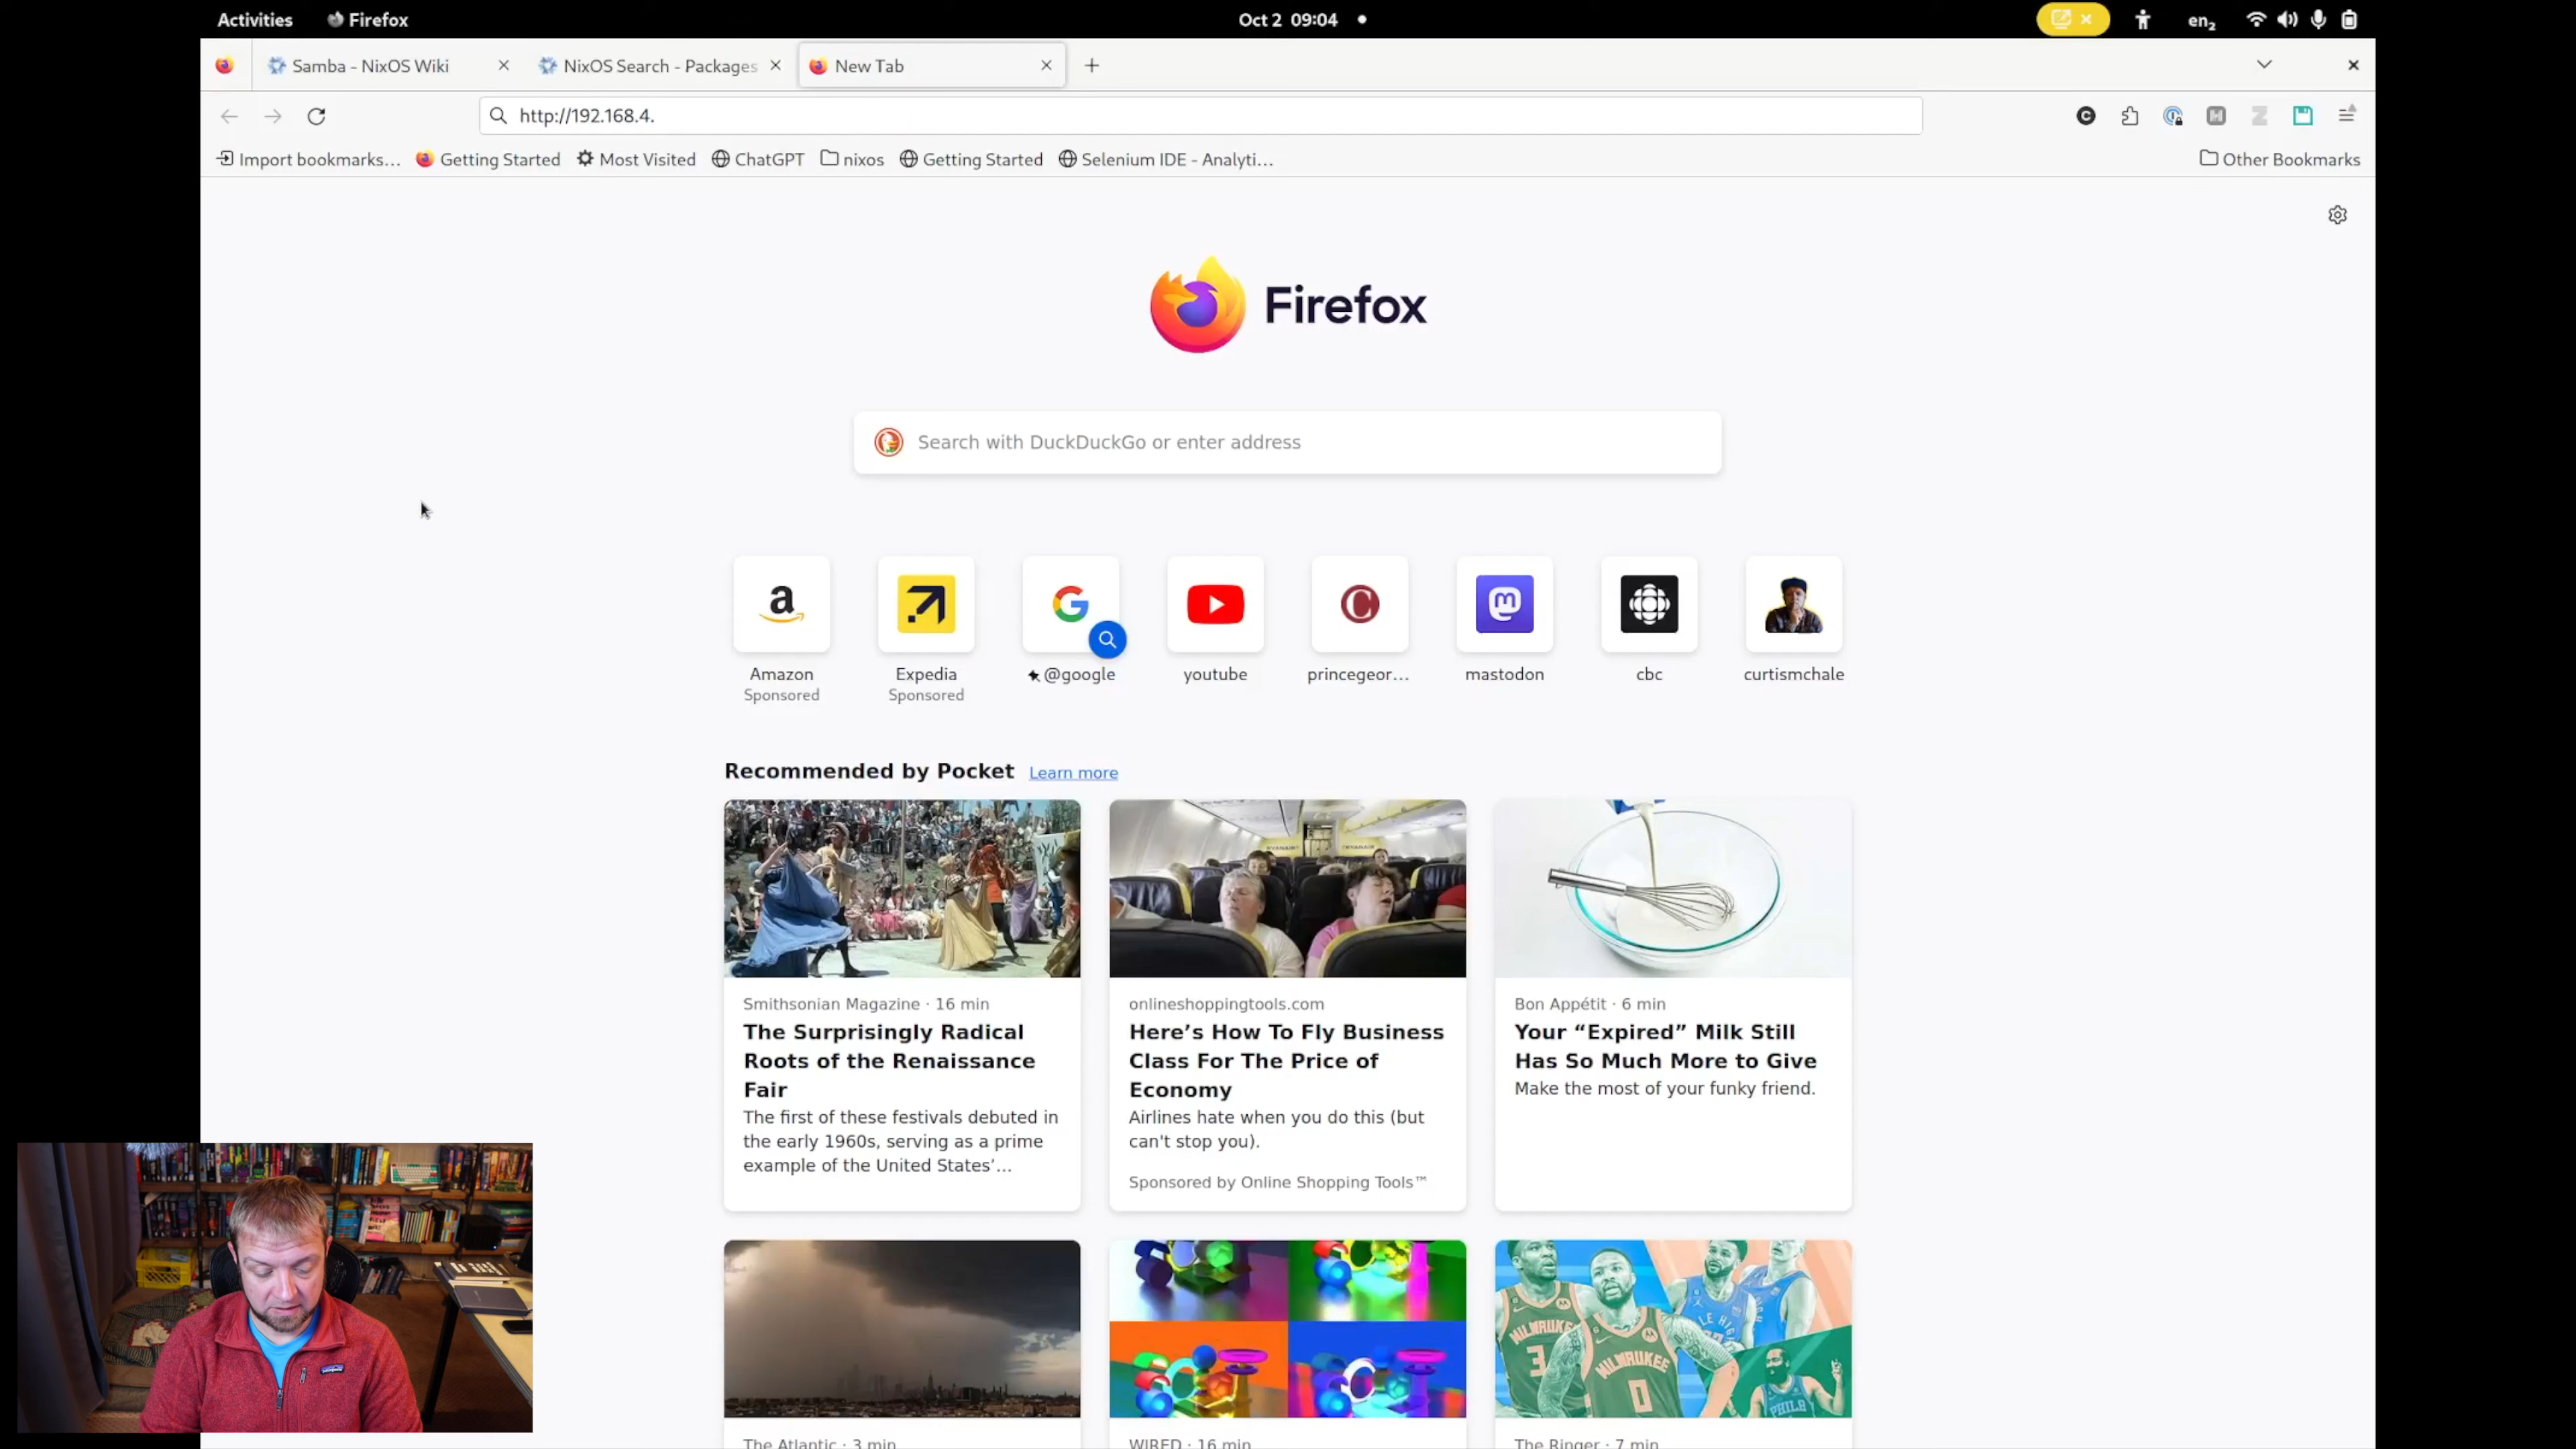 Activities Firefox Oct 2 09:04 en₂
Samba - NixOS Wiki NixOS Search - Packages New Tab
http://192.168.4.
Import bookmarks… Getting Started Most Visited ChatGPT nixos Getting Started Selenium IDE - Analyti… Other Bookmarks
Firefox
Search with DuckDuckGo or enter address
Amazon
Sponsored
Expedia
Sponsored
@google
youtube
princegeor…
mastodon
cbc
curtismchale
Recommended by Pocket Learn more
Smithsonian Magazine · 16 min
The Surprisingly Radical
Roots of the Renaissance
Fair
The first of these festivals debuted in
the early 1960s, serving as a prime
example of the United States’…
onlineshoppingtools.com
Here’s How To Fly Business
Class For The Price of
Economy
Airlines hate when you do this (but
can't stop you).
Sponsored by Online Shopping Tools™
Bon Appétit · 6 min
Your “Expired” Milk Still
Has So Much More to Give
Make the most of your funky friend.
MILWAUKEE
0
The Atlantic · 3 min
WIRED · 16 min
The Ringer · 7 min